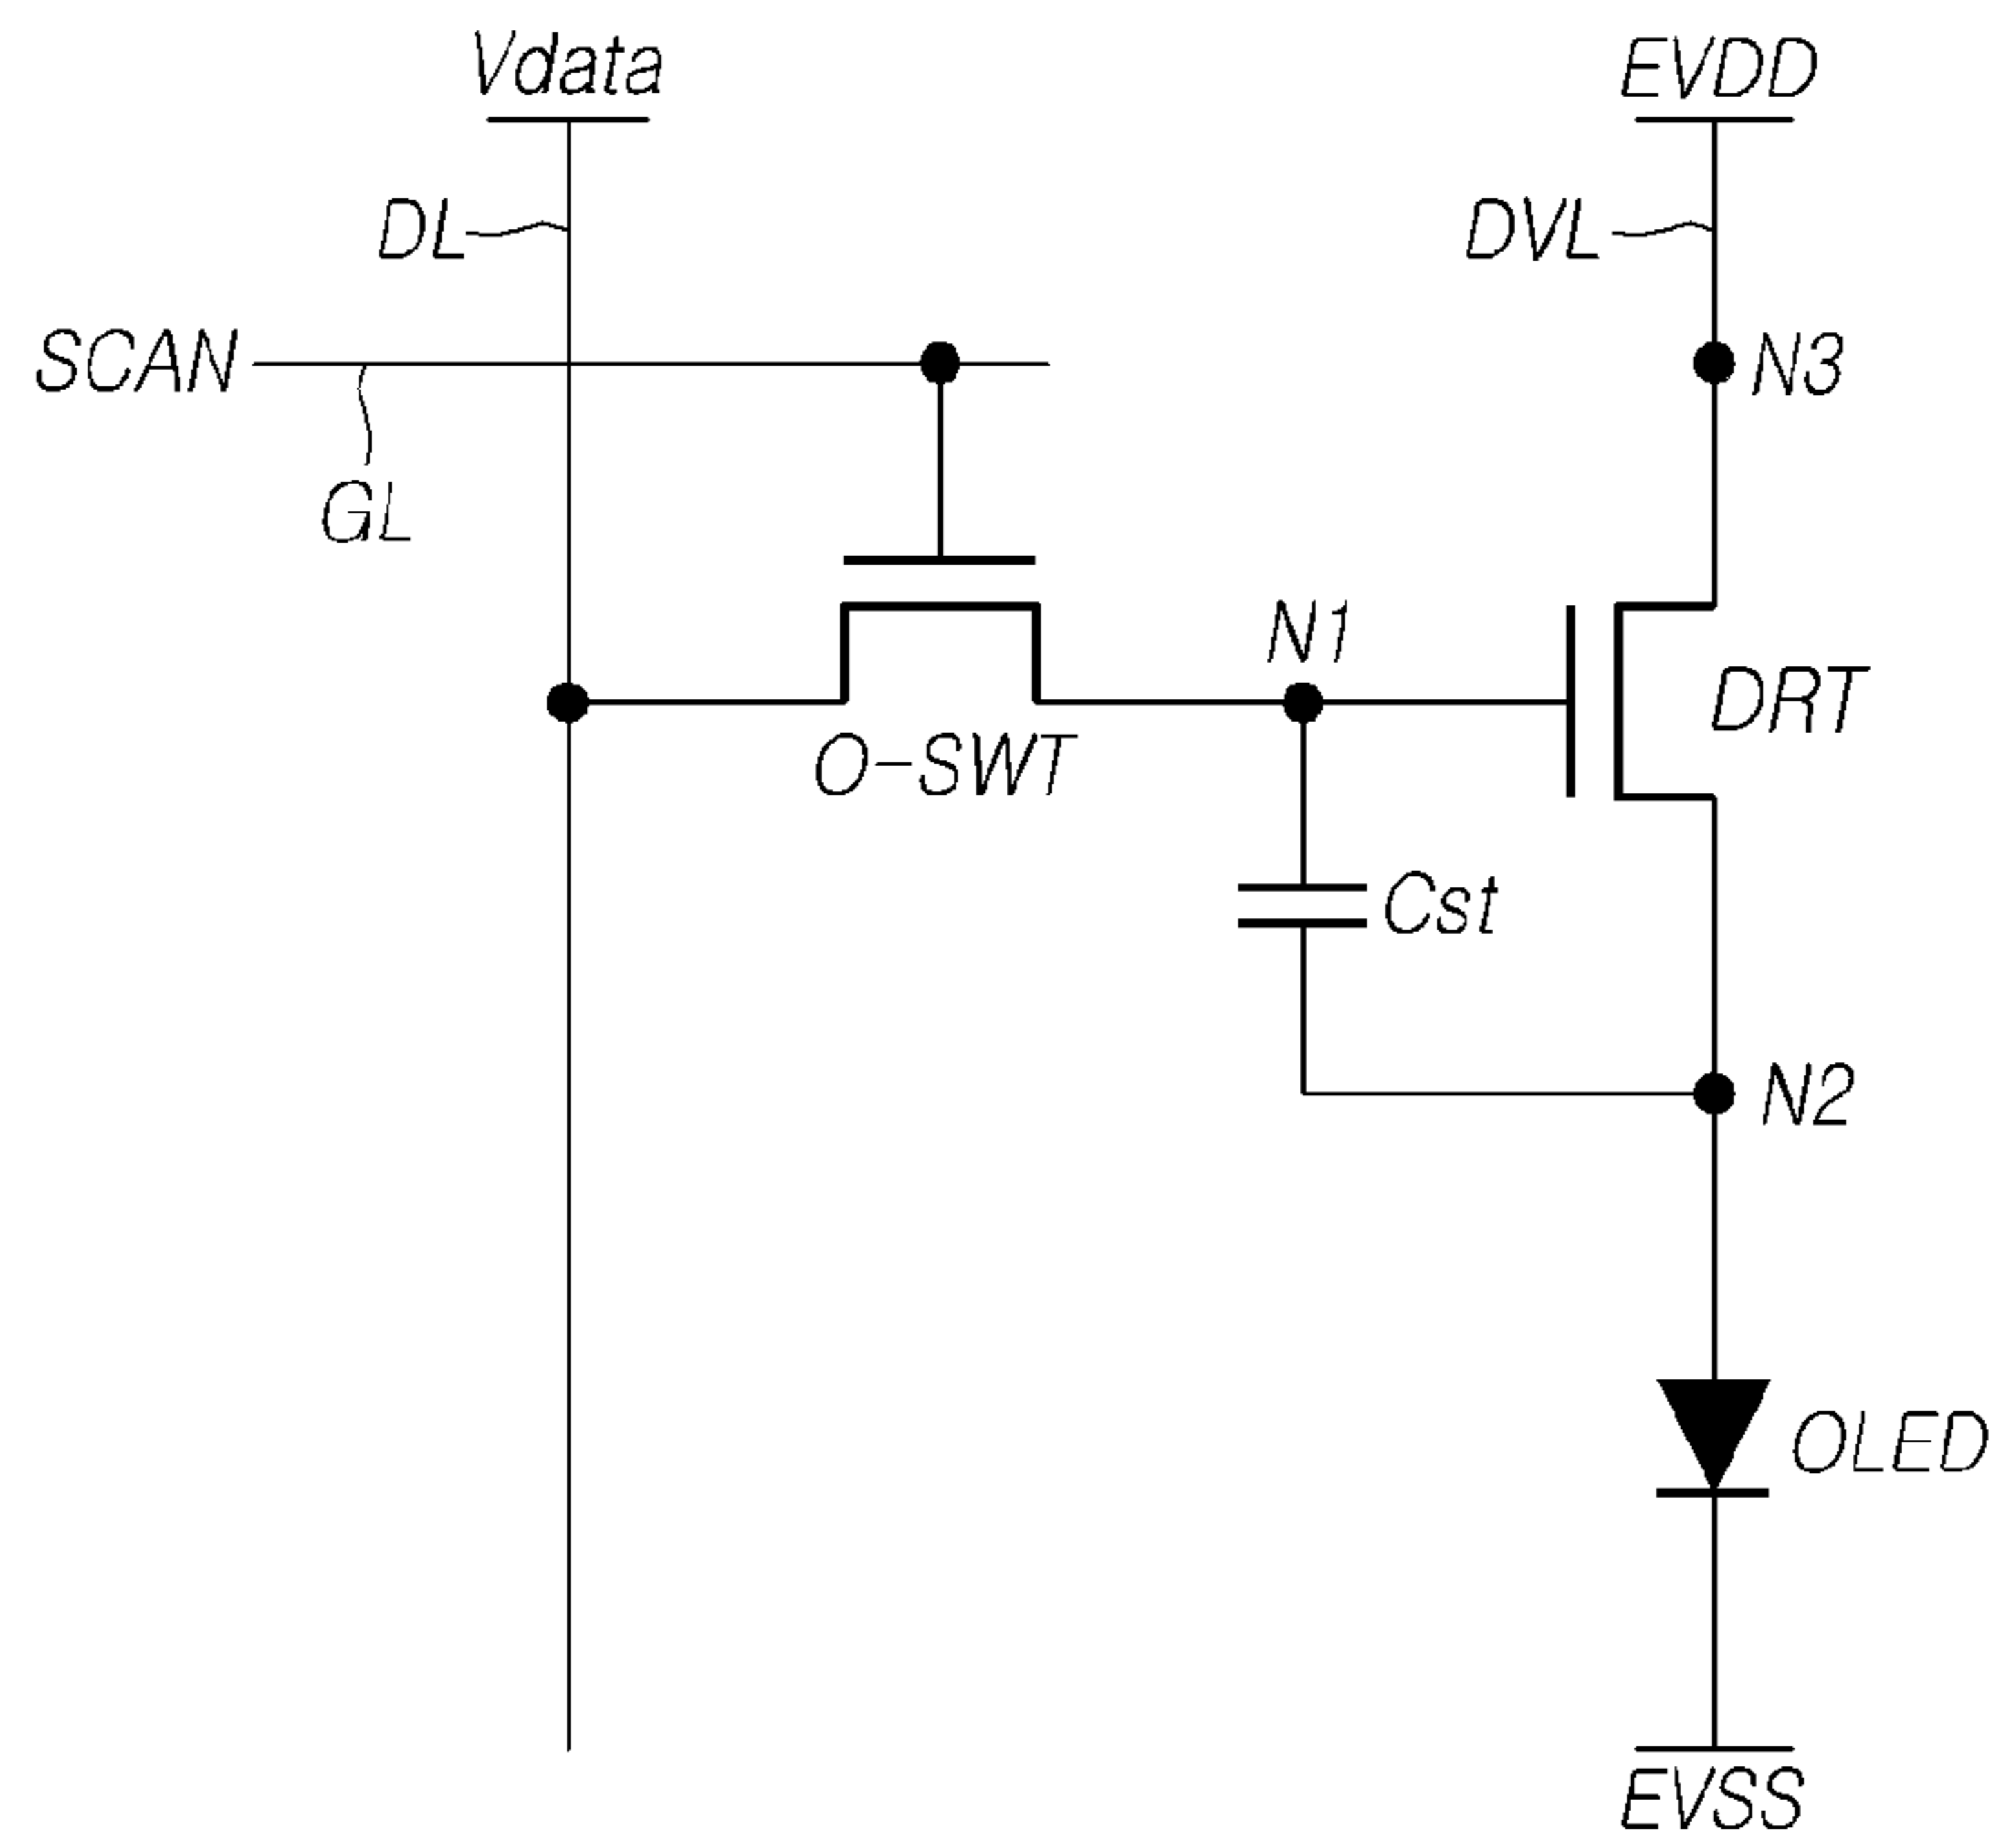 Vdata
EVDD
DL
DVL
SCAN
N3
GL
N1
DRT
O-SWT
Cst
N2
OLED
EVSS